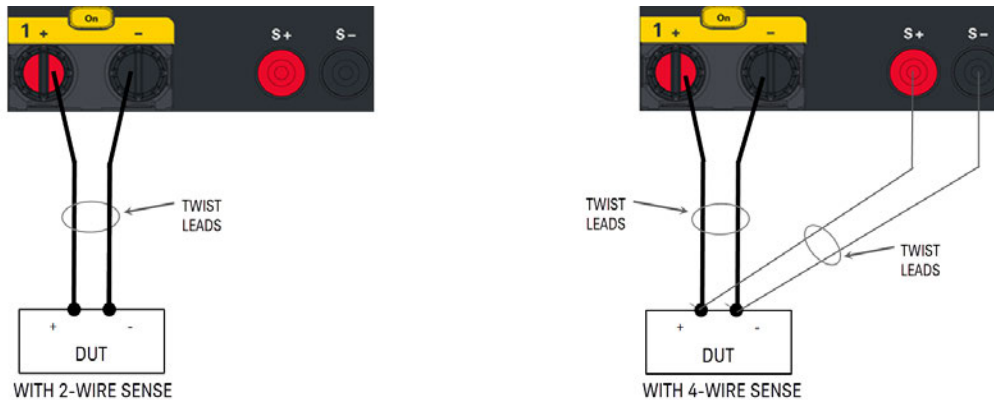 On
1 + -
S+ S-
TWIST
LEADS
+ -
DUT
WITH 2-WIRE SENSE
On
1 + -
S+ S-
TWIST
LEADS
TWIST
LEADS
+ -
DUT
WITH 4-WIRE SENSE